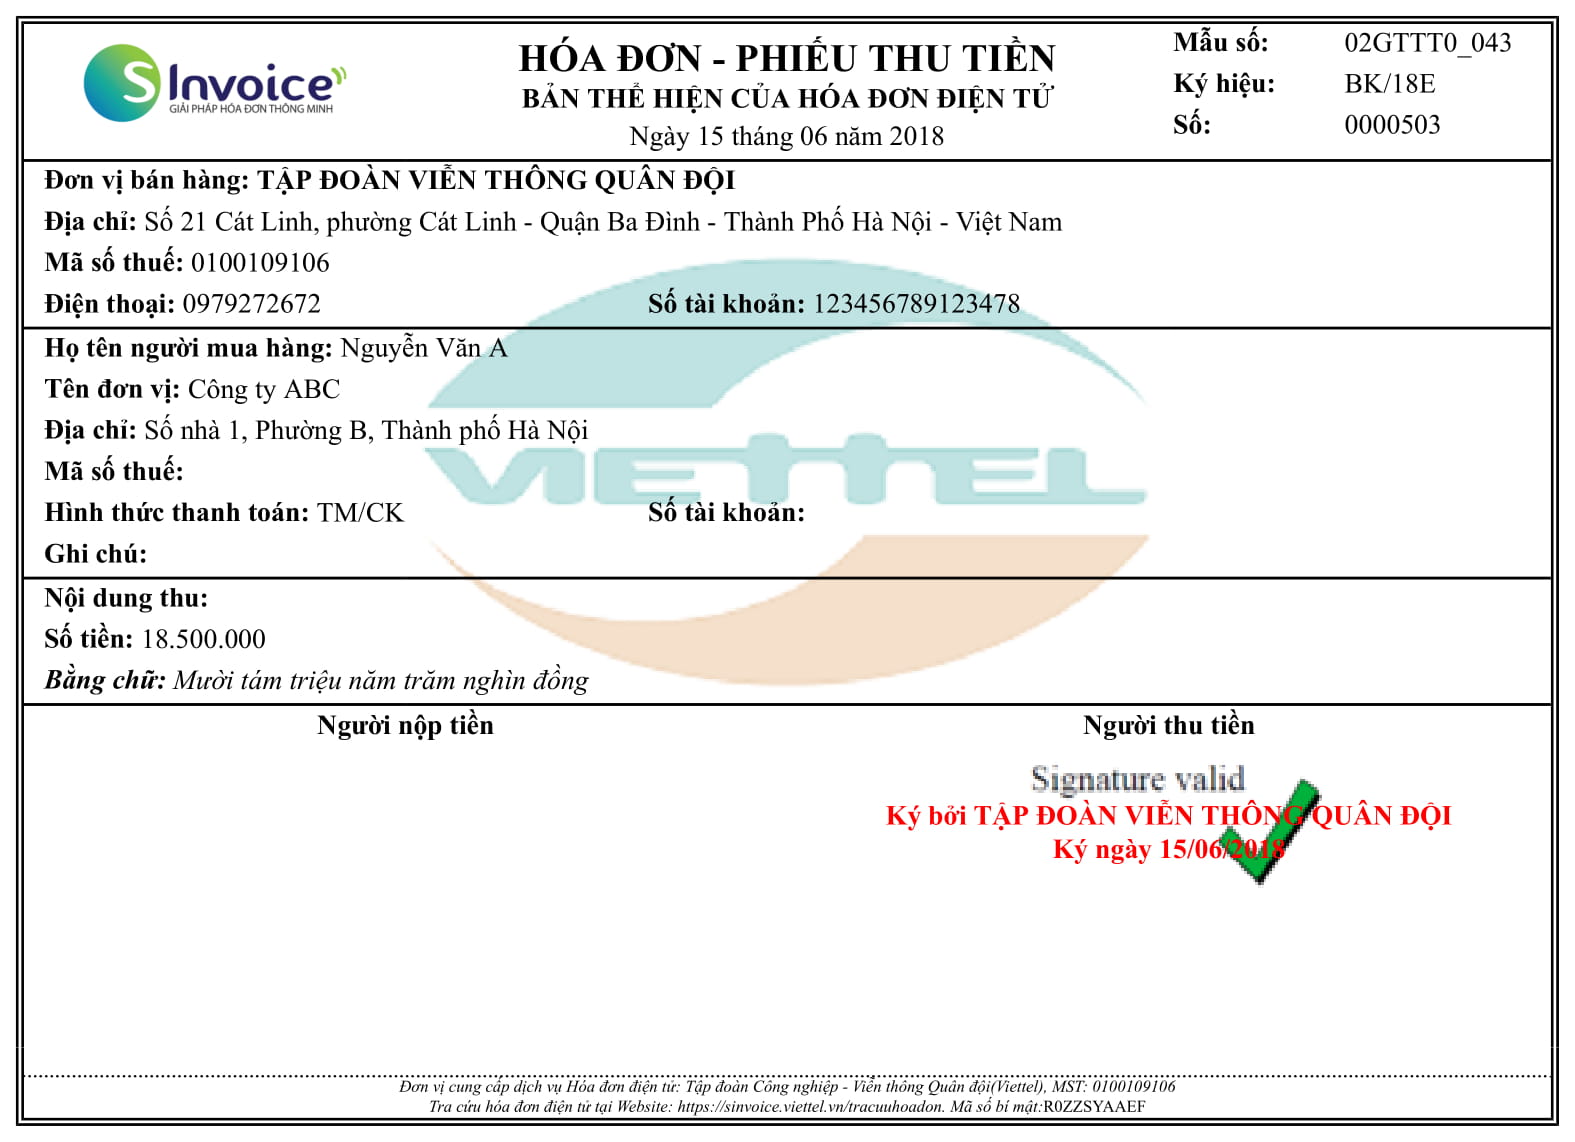 S Invoice
GIẢI PHÁP HÓA ĐƠN THÔNG MINH
HÓA ĐƠN - PHIẾU THU TIỀN
BẢN THỂ HIỆN CỦA HÓA ĐƠN ĐIỆN TỬ
Ngày 15 tháng 06 năm 2018
Mẫu số: 02GTTT0_043
Ký hiệu: BK/18E
Số: 0000503
Đơn vị bán hàng: TẬP ĐOÀN VIỄN THÔNG QUÂN ĐỘI
Địa chỉ: Số 21 Cát Linh, phường Cát Linh - Quận Ba Đình - Thành Phố Hà Nội - Việt Nam
Mã số thuế: 0100109106
Điện thoại: 0979272672 Số tài khoản: 123456789123478
Họ tên người mua hàng: Nguyễn Văn A
Tên đơn vị: Công ty ABC
Địa chỉ: Số nhà 1, Phường B, Thành phố Hà Nội
VIETTEL
Mã số thuế:
Hình thức thanh toán: TM/CK Số tài khoản:
Ghi chú:
Nội dung thu:
Số tiền: 18.500.000
Bằng chữ: Mười tám triệu năm trăm nghìn đồng
Người nộp tiền Người thu tiền
Signature valid
Ký bởi TẬP ĐOÀN VIỄN THÔNG QUÂN ĐỘI
Ký ngày 15/06/2018
Đơn vị cung cấp dịch vụ Hóa đơn điện tử: Tập đoàn Công nghiệp - Viễn thông Quân đội(Viettel), MST: 0100109106
Tra cứu hóa đơn điện tử tại Website: https://sinvoice.viettel.vn/tracuuhoadon. Mã số bí mật:R0ZZSYAAEF